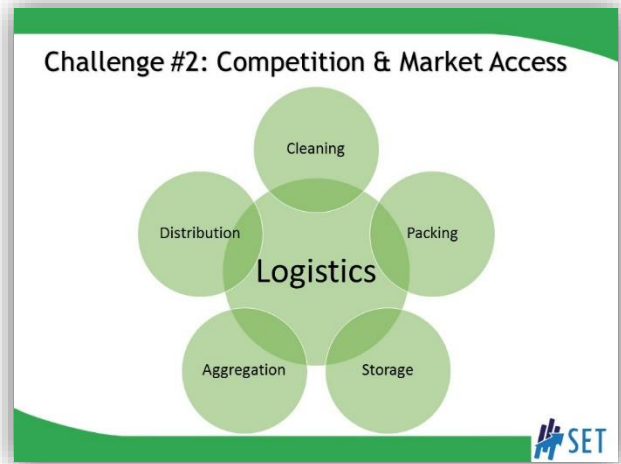 Challenge #2: Competition & Market Access
Cleaning
Distribution
Packing
Logistics
Aggregation
Storage
SET